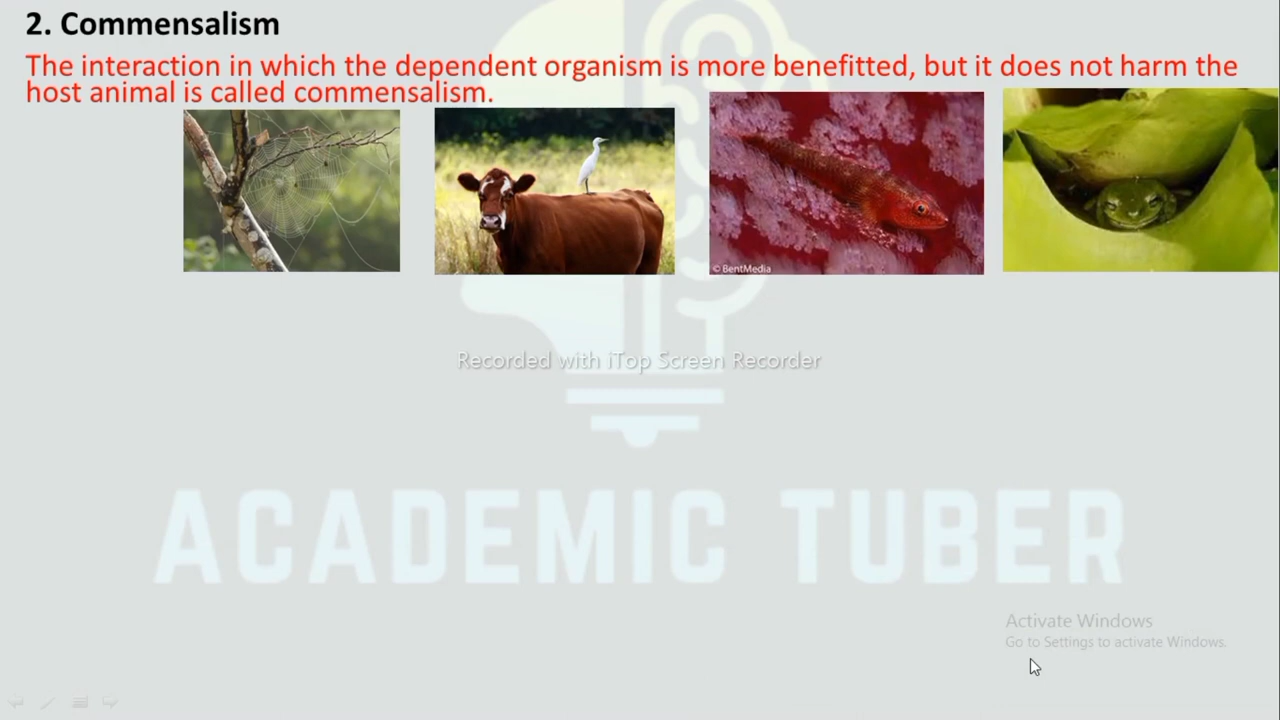 2. Commensalism
The interaction in which the dependent organism is more benefitted, but it does not harm the
host animal is called commensalism.
© BentMedia
Recorded with iTop Screen Recorder
ACADEMIC TUBER
Activate Windows
Go to Settings to activate Windows.